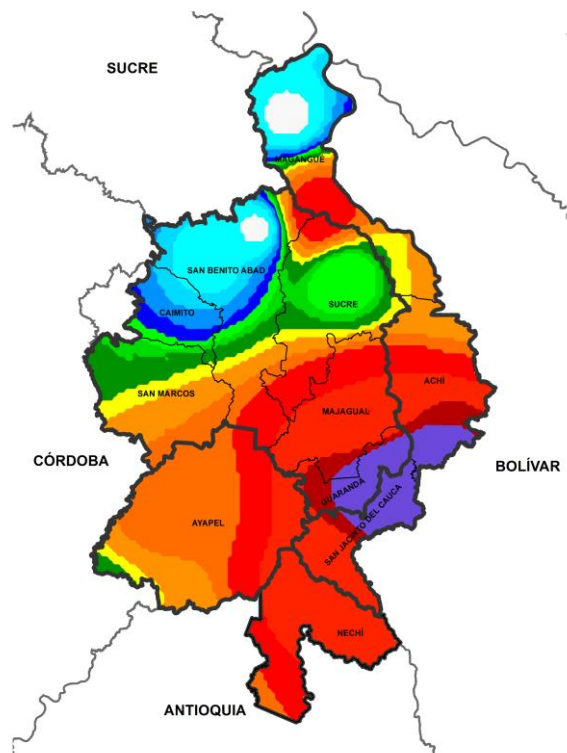 SUCRE
MAGANGUÉ
SAN BENITO ABAD
SUCRE
CAIMITO
SAN MARCOS
ACHÍ
MAJAGUAL
CÓRDOBA
BOLÍVAR
GUARANDA
AYAPEL
SAN JACINTO DEL CAUCA
NECHÍ
ANTIOQUIA